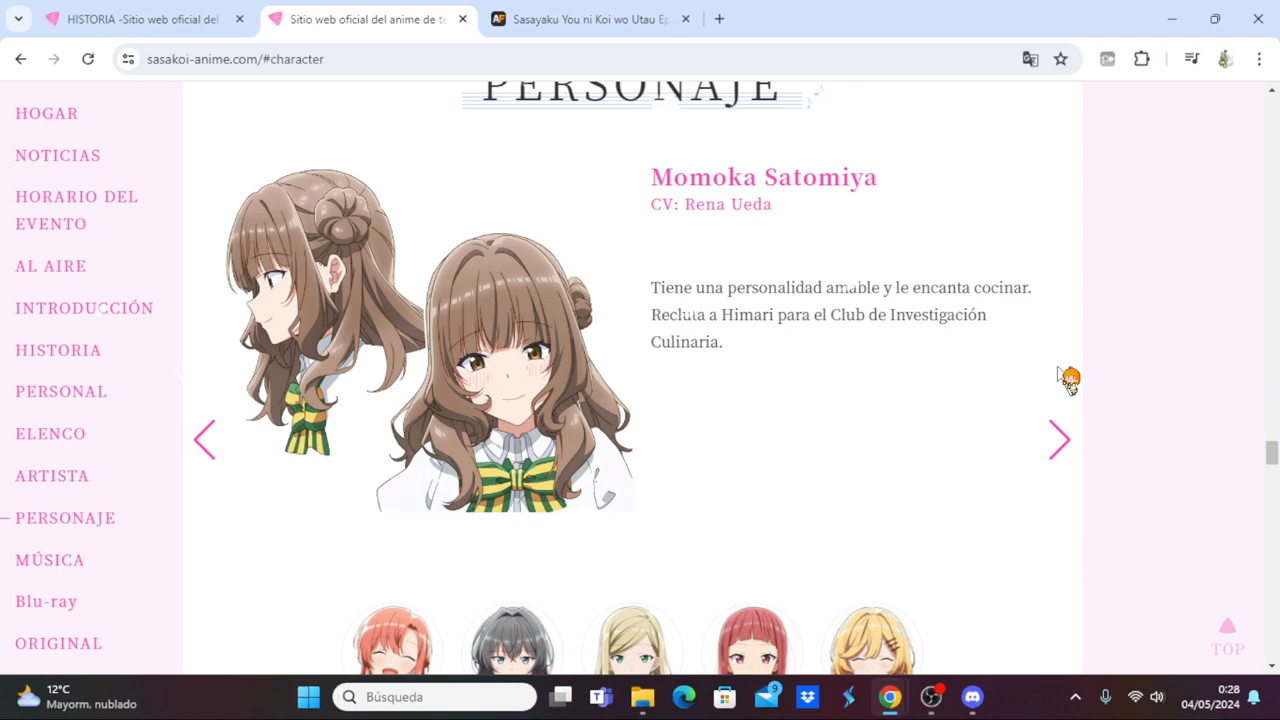 HISTORIA -Sitio web oficial del
Sitio web oficial del anime de te
AF
Sasayaku You ni Koi wo Utau Ep
sasakoi-anime.com/#character
PERSONAJE
HOGAR
NOTICIAS
HORARIO DEL
EVENTO
AL AIRE
INTRODUCCIÓN
HISTORIA
PERSONAL
ELENCO
ARTISTA
PERSONAJE
MÚSICA
Blu-ray
ORIGINAL
Momoka Satomiya
CV: Rena Ueda
Tiene una personalidad amable y le encanta cocinar.
Recluta a Himari para el Club de Investigación
Culinaria.
TOP
12°C
Mayorm. nublado
Búsqueda
9
0:28
04/05/2024